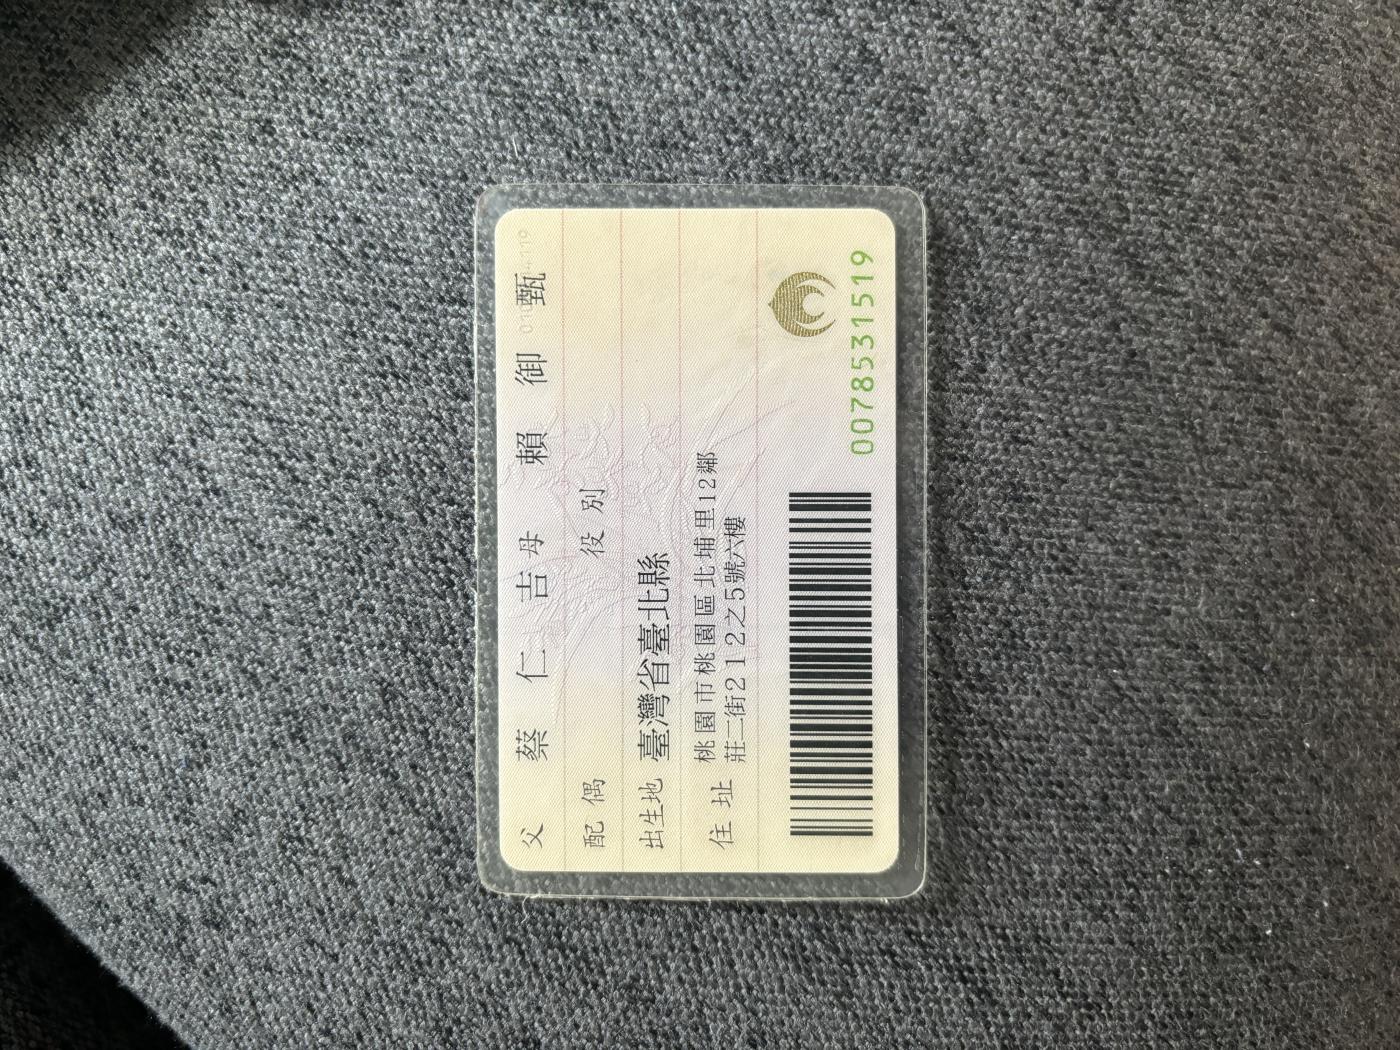 父 蔡仁吉 母 賴御甄
配偶 役別
出生地 臺灣省臺北縣
住址 桃園市桃園區北埔里12鄰
莊二街212之5號六樓
0078531519